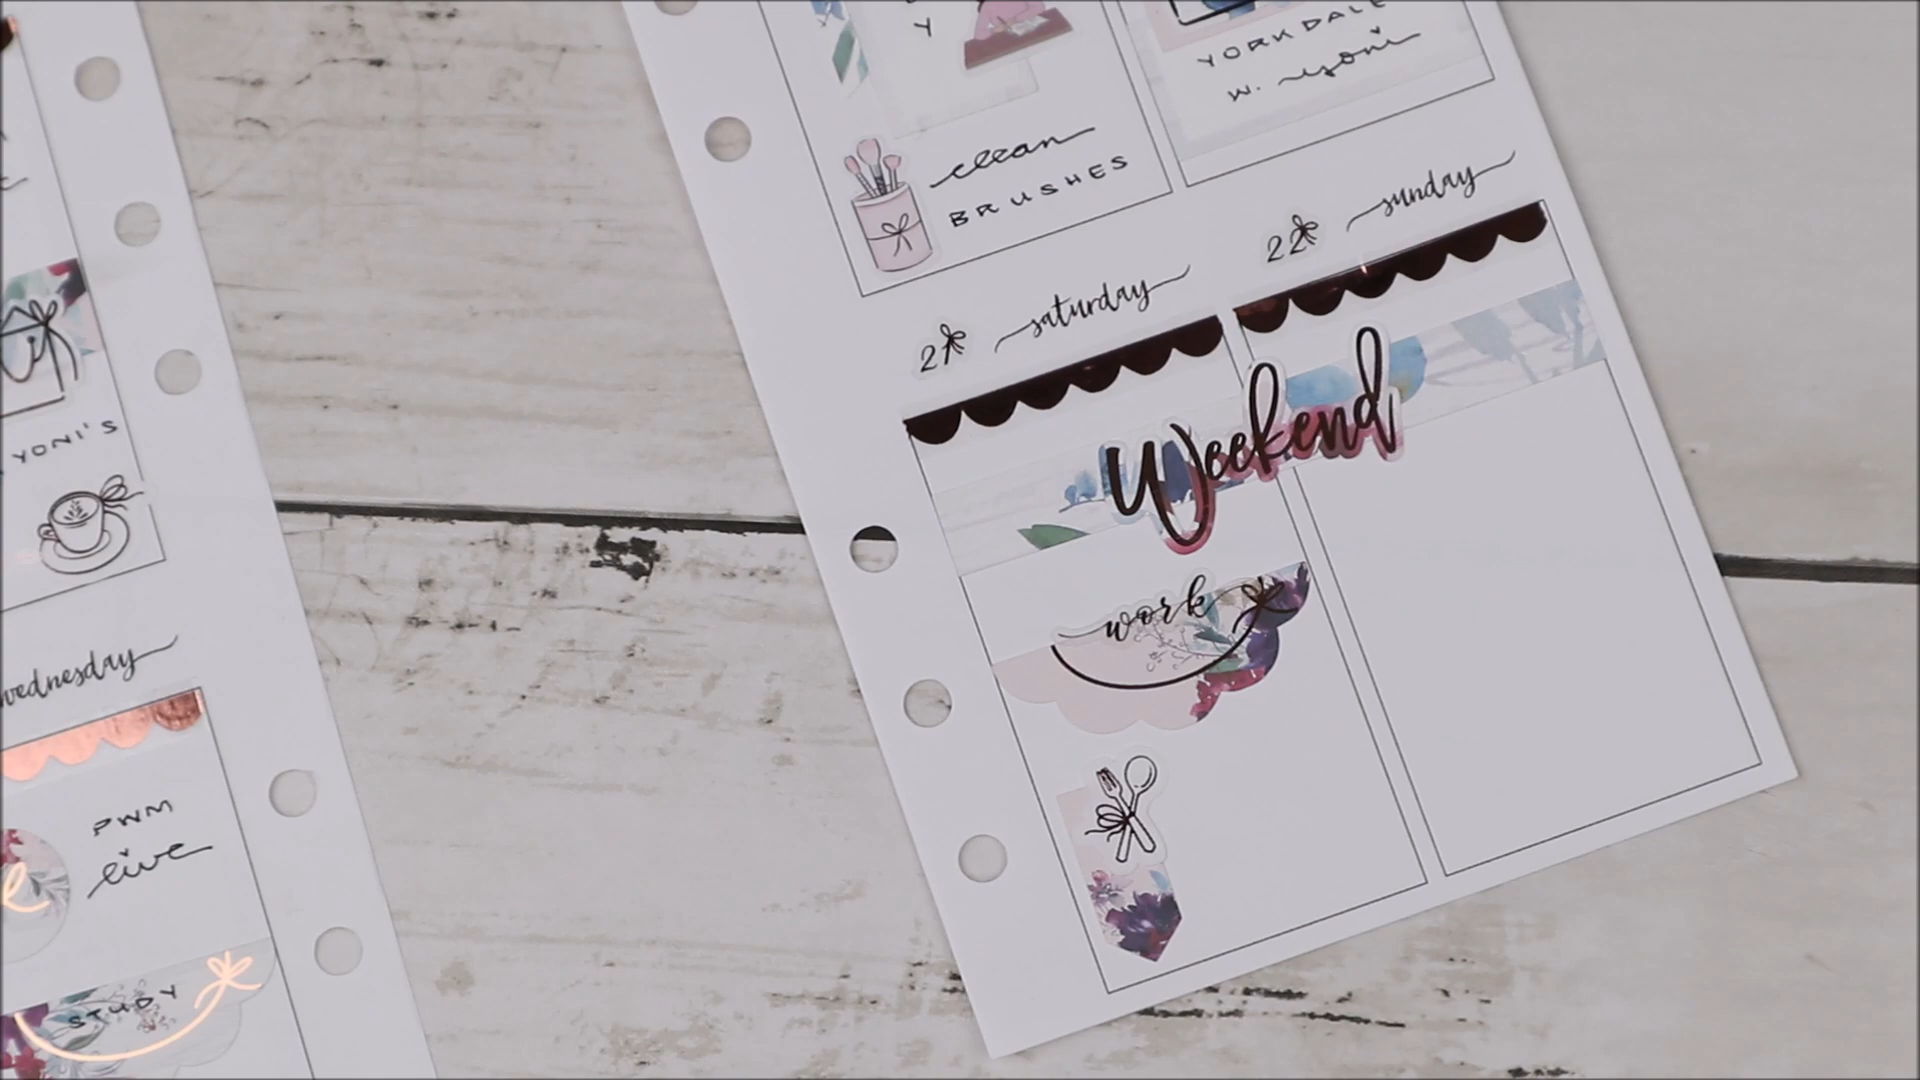 YONI'S
wednesday
PWM
live
STUDY
Y
clean
BRUSHES
YORKDALE
W. yoni
21
saturday
22
sunday
Weekend
work